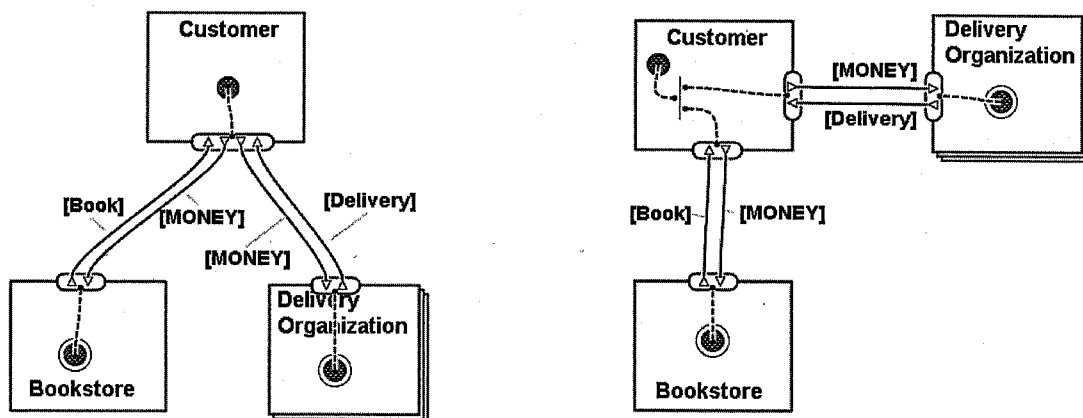 Customer
[Book]
[MONEY]
[MONEY]
[Delivery]
Bookstore
Delivery
Organization
Customer
[MONEY]
[Delivery]
Delivery
Organization
[Book]
[MONEY]
Bookstore